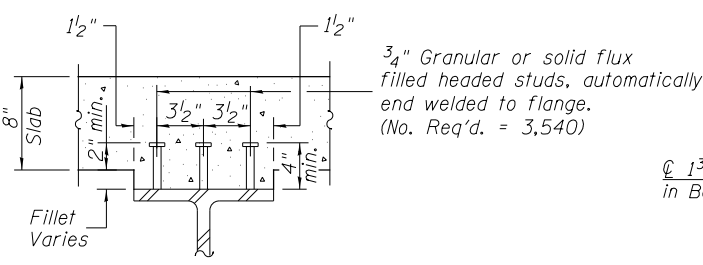 1½" 1½"
¾" Granular or solid flux
filled headed studs, automatically
end welded to flange.
(No. Req'd. = 3,540)
3½" 3½"
8"
Slab
2" min.
4"
min.
Fillet
Varies
℄ 1³
in B